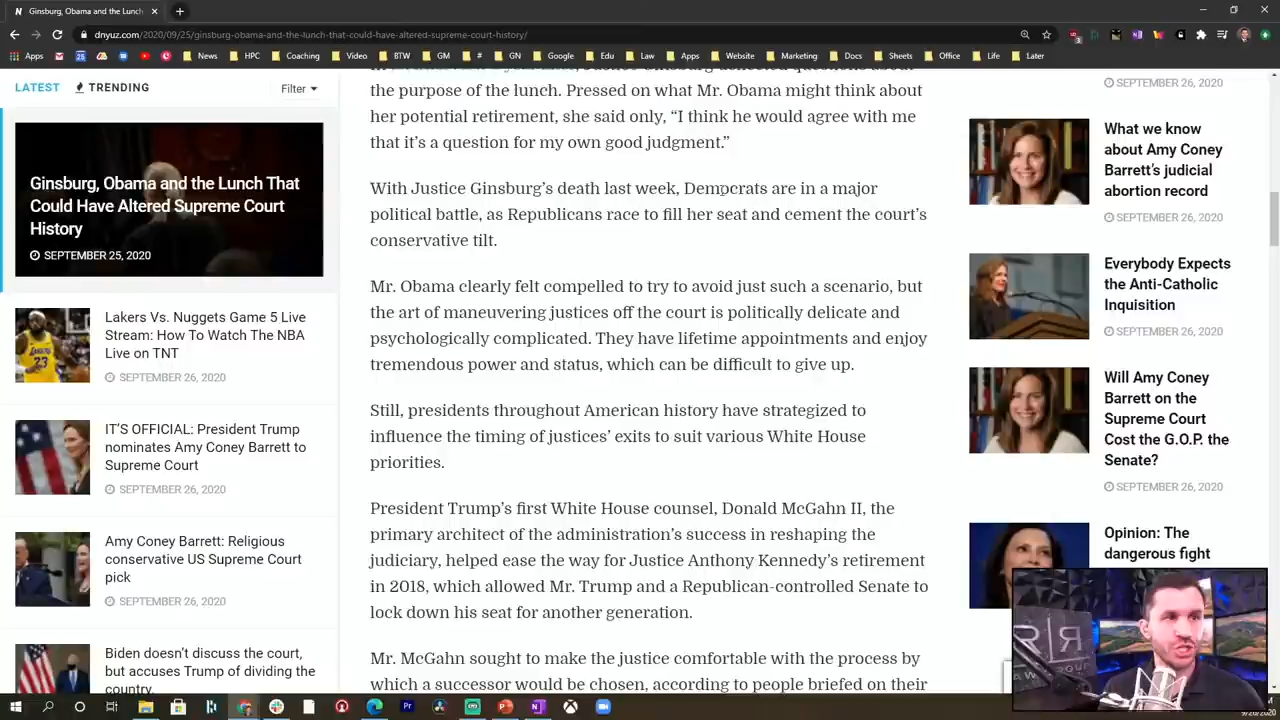 Ginsburg, Obama and the Lunch
dnyuz.com/2020/09/25/ginsburg-obama-and-the-lunch-that-could-have-altered-supreme-court-history/
Apps
News
HPC
Coaching
Video
BTW
GM
#
GN
Google
Edu
Law
Apps
Website
Marketing
Docs
Sheets
Office
Life
Later
LATEST
TRENDING
Filter
Ginsburg, Obama and the Lunch That
Could Have Altered Supreme Court
History
SEPTEMBER 25, 2020
Lakers Vs. Nuggets Game 5 Live
Stream: How To Watch The NBA
Live on TNT
SEPTEMBER 26, 2020
IT'S OFFICIAL: President Trump
nominates Amy Coney Barrett to
Supreme Court
SEPTEMBER 26, 2020
Amy Coney Barrett: Religious
conservative US Supreme Court
pick
SEPTEMBER 26, 2020
Biden doesn't discuss the court,
but accuses Trump of dividing the
country.
the purpose of the lunch. Pressed on what Mr. Obama might think about
her potential retirement, she said only, “I think he would agree with me
that it’s a question for my own good judgment.”
With Justice Ginsburg’s death last week, Democrats are in a major
political battle, as Republicans race to fill her seat and cement the court’s
conservative tilt.
Mr. Obama clearly felt compelled to try to avoid just such a scenario, but
the art of maneuvering justices off the court is politically delicate and
psychologically complicated. They have lifetime appointments and enjoy
tremendous power and status, which can be difficult to give up.
Still, presidents throughout American history have strategized to
influence the timing of justices’ exits to suit various White House
priorities.
President Trump’s first White House counsel, Donald McGahn II, the
primary architect of the administration’s success in reshaping the
judiciary, helped ease the way for Justice Anthony Kennedy’s retirement
in 2018, which allowed Mr. Trump and a Republican-controlled Senate to
lock down his seat for another generation.
Mr. McGahn sought to make the justice comfortable with the process by
which a successor would be chosen, according to people briefed on their
SEPTEMBER 26, 2020
What we know
about Amy Coney
Barrett’s judicial
abortion record
SEPTEMBER 26, 2020
Everybody Expects
the Anti-Catholic
Inquisition
SEPTEMBER 26, 2020
Will Amy Coney
Barrett on the
Supreme Court
Cost the G.O.P. the
Senate?
SEPTEMBER 26, 2020
Opinion: The
dangerous fight